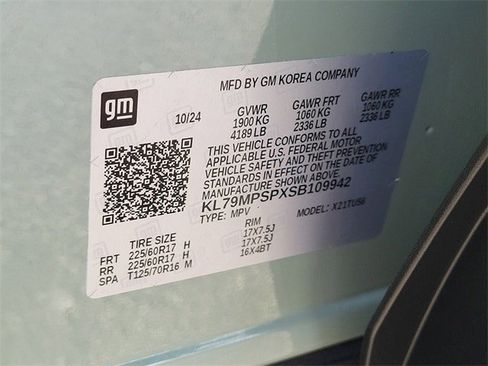 MFD BY GM KOREA COMPANY
gm
10/24
GVWR GAWR FRT GAWR RR
1900 KG 1060 KG 1060 KG
4189 LB 2336 LB 2336 LB
THIS VEHICLE CONFORMS TO ALL
APPLICABLE U.S. FEDERAL MOTOR
VEHICLE SAFETY AND THEFT PREVENTION
STANDARDS IN EFFECT ON THE DATE OF
MANUFACTURE SHOWN ABOVE.
KL79MPSPXSB109942
TYPE: MPV MODEL: X21TU56
TIRE SIZE RIM
FRT 225/60R17 H 17X7.5J
RR 225/60R17 H 17X7.5J
SPA T125/70R16 M 16X4BT